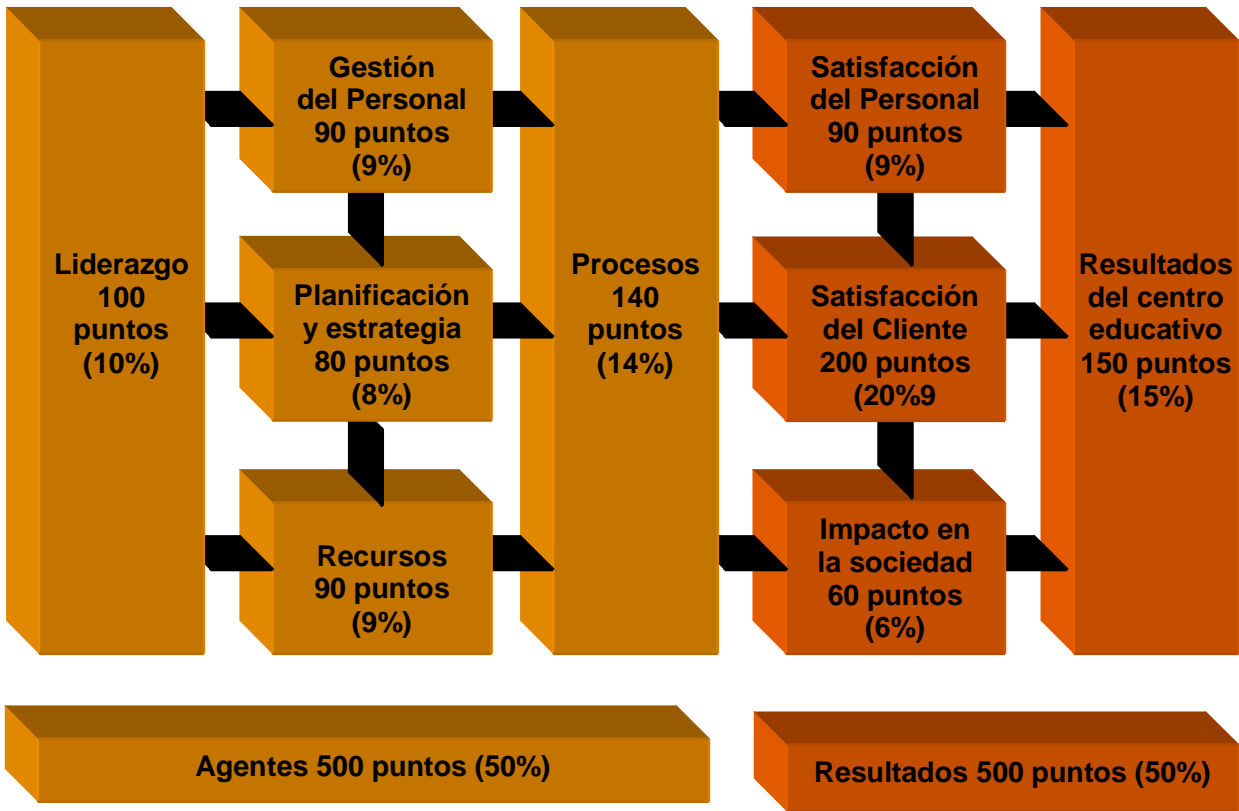 Liderazgo
100
puntos
(10%)
Gestión
del Personal
90 puntos
(9%)
Planificación
y estrategia
80 puntos
(8%)
Recursos
90 puntos
(9%)
Procesos
140
puntos
(14%)
Satisfacción
del Personal
90 puntos
(9%)
Satisfacción
del Cliente
200 puntos
(20%9
Impacto en
la sociedad
60 puntos
(6%)
Resultados
del centro
educativo
150 puntos
(15%)
Agentes 500 puntos (50%)
Resultados 500 puntos (50%)